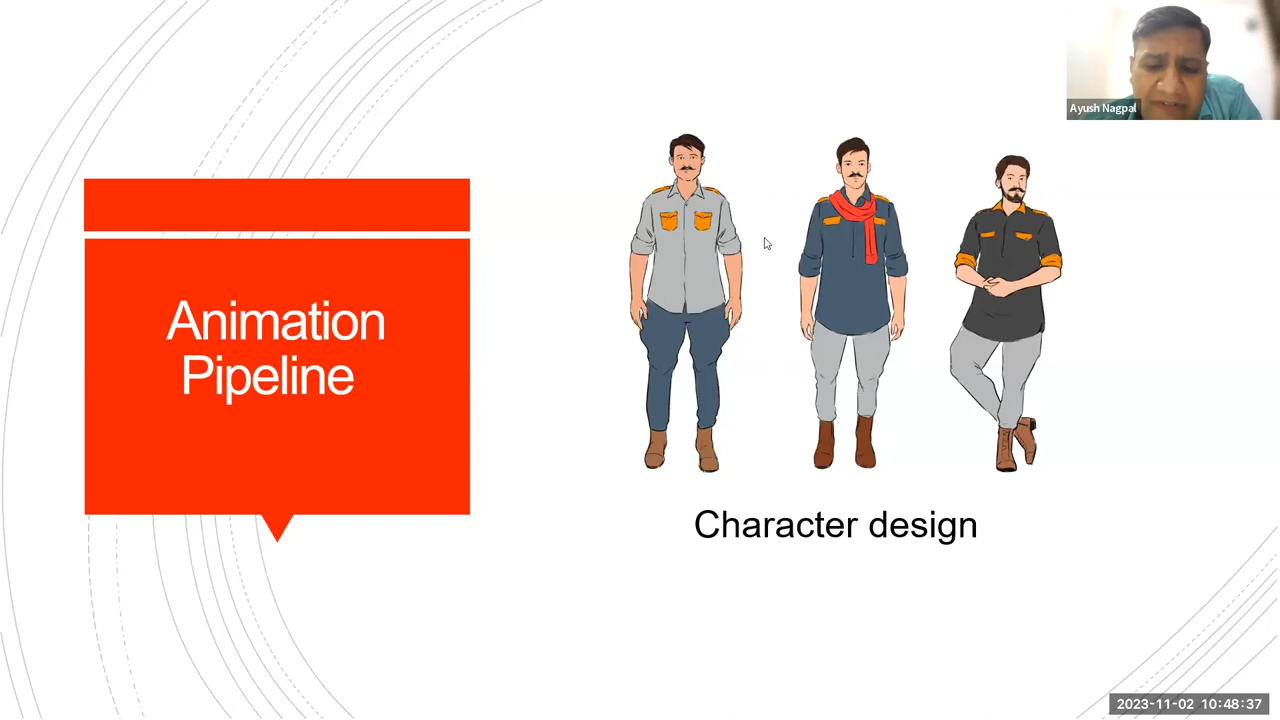 Ayush Nagpal
Animation
Pipeline
Character design
2023-11-02 10:48:37